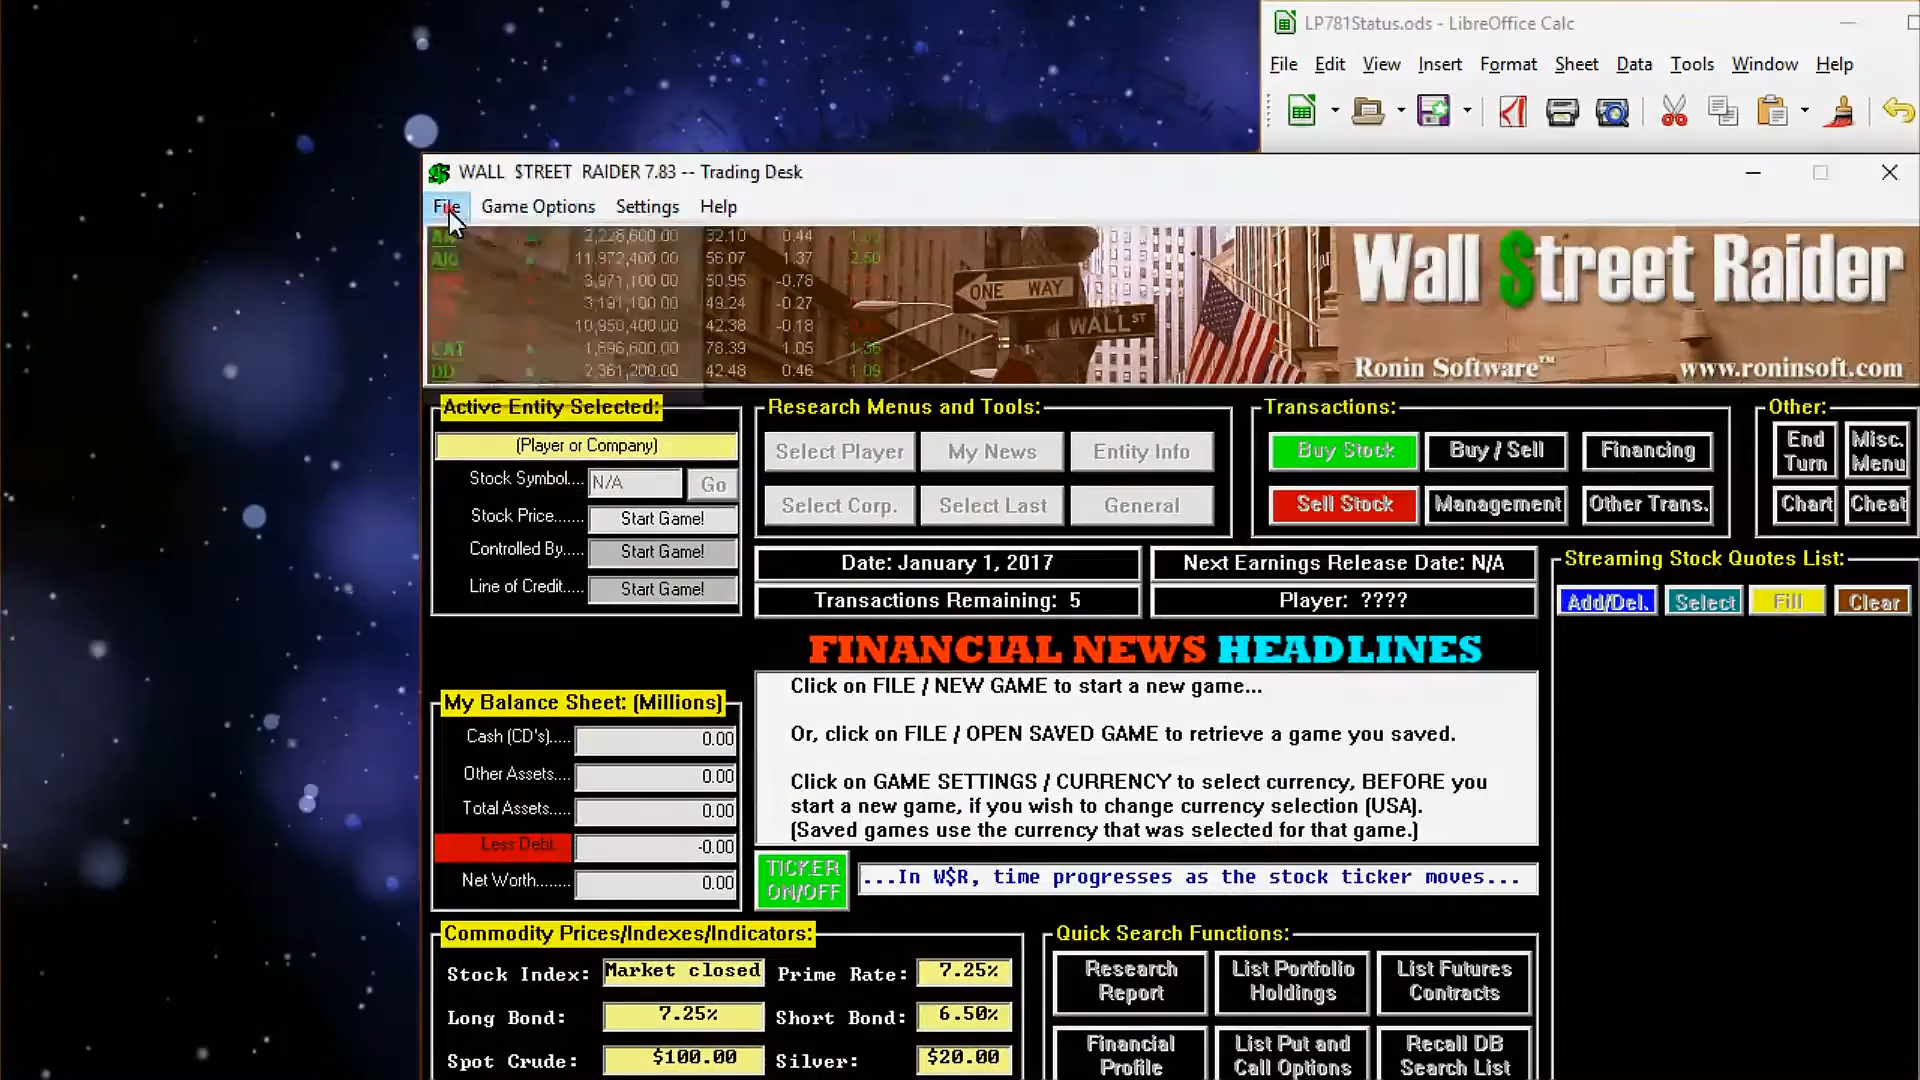 LP781Status.ods - LibreOffice Calc
File Edit View Insert Format Sheet Data Tools Window Help
WALL $TREET RAIDER 7.83 -- Trading Desk
File Game Options Settings Help
2,228,600.00 32.10 0.44
AIG 11,972,400.00 56.07 1.37 2.50
3,971,100.00 50.95 -0.78
3,191,100.00 49.24 -0.27
10,950,400.00 42.38 -0.18
CAT 1,696,600.00 78.39 1.05 1.36
DD 2,361,200.00 42.48 0.46 1.09
ONE WAY
WALL ST
Wall $treet Raider
Ronin Software™ www.roninsoft.com
Active Entity Selected:
(Player or Company)
Stock Symbol.... N/A Go
Stock Price....... Start Game!
Controlled By..... Start Game!
Line of Credit..... Start Game!
Research Menus and Tools:
Select Player My News Entity Info
Select Corp. Select Last General
Transactions:
Buy Stock Buy / Sell Financing
Sell Stock Management Other Trans.
Other:
End Turn Misc. Menu
Chart Cheat
Date: January 1, 2017 Next Earnings Release Date: N/A
Transactions Remaining: 5 Player: ????
Streaming Stock Quotes List:
Add/Del. Select Fill Clear
FINANCIAL NEWS HEADLINES
Click on FILE / NEW GAME to start a new game...
Or, click on FILE / OPEN SAVED GAME to retrieve a game you saved.
Click on GAME SETTINGS / CURRENCY to select currency, BEFORE you
start a new game, if you wish to change currency selection (USA).
(Saved games use the currency that was selected for that game.)
My Balance Sheet: (Millions)
Cash (CD's)..... 0.00
Other Assets.... 0.00
Total Assets.... 0.00
Less Debt -0.00
Net Worth........ 0.00
TICKER
ON/OFF
...In W$R, time progresses as the stock ticker moves...
Commodity Prices/Indexes/Indicators:
Stock Index: Market closed Prime Rate: 7.25%
Long Bond: 7.25% Short Bond: 6.50%
Spot Crude: $100.00 Silver: $20.00
Quick Search Functions:
Research Report List Portfolio Holdings List Futures Contracts
Financial Profile List Put and Call Options Recall DB Search List